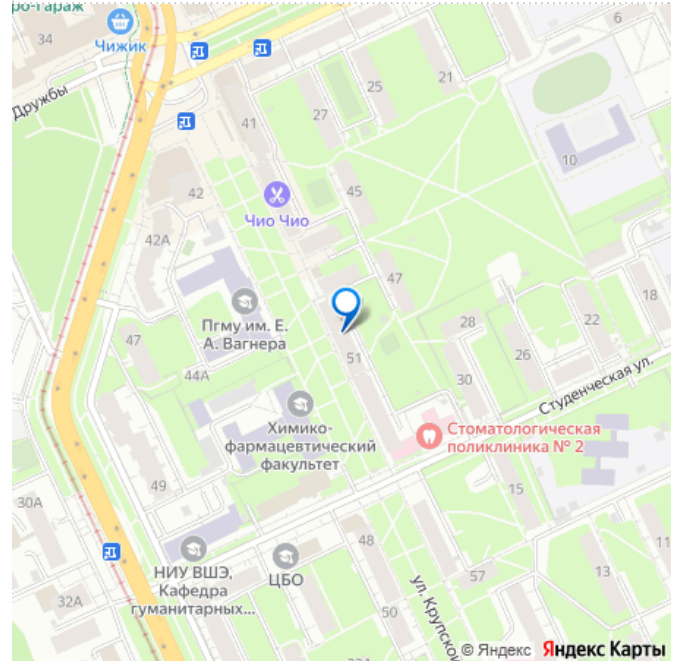 ро-гараж
34
Чижик
6
Дружбы
25
21
27
41
10
42
45
Чио Чио
42А
47
18
Пгму им. Е.
А. Вагнера
28
22
47
51
26
44А
30
Студенческая ул.
Химико-
фармацевтический
факультет
Стоматологическая
поликлиника № 2
49
15
30А
48
11
НИУ ВШЭ,
Кафедра
гуманитарных...
ЦБО
57
13
32А
50
ул. Крупской
© Яндекс Яндекс Карты